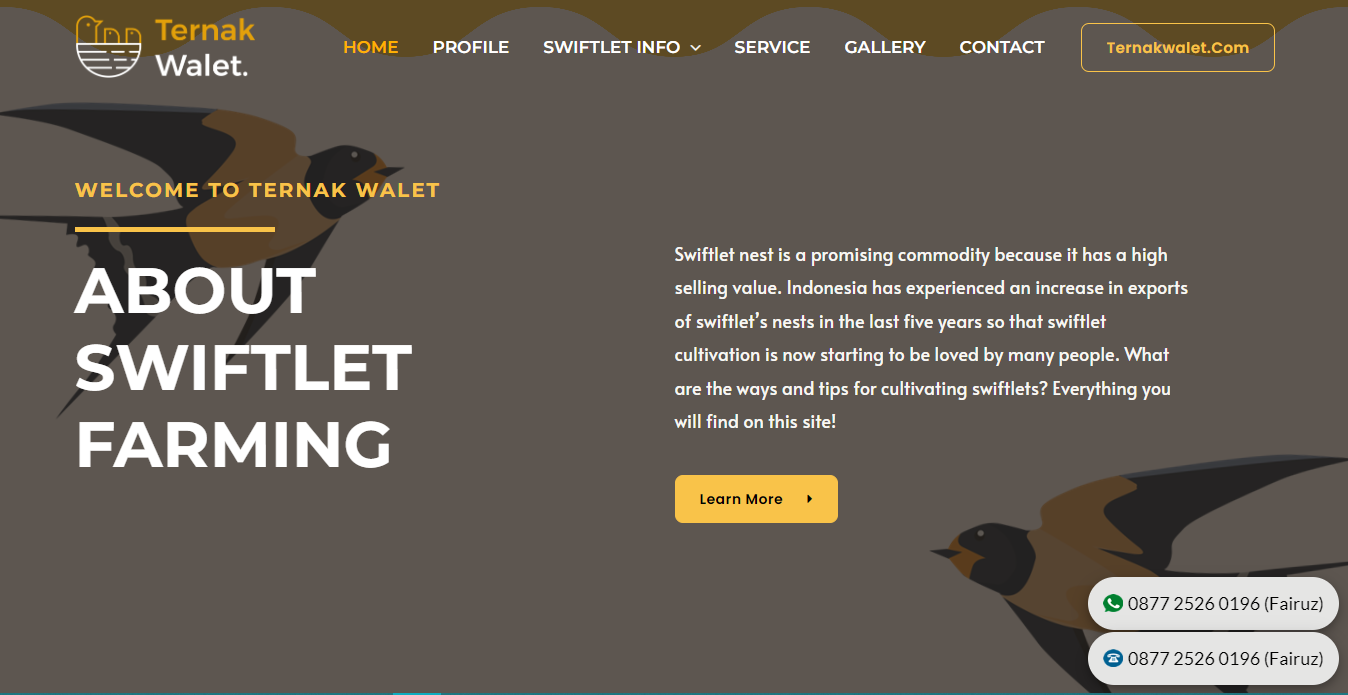 Ternak
Walet.
HOME PROFILE SWIFTLET INFO SERVICE GALLERY CONTACT Ternakwalet.Com
WELCOME TO TERNAK WALET
ABOUT
SWIFTLET
FARMING
Swiftlet nest is a promising commodity because it has a high
selling value. Indonesia has experienced an increase in exports
of swiftlet’s nests in the last five years so that swiftlet
cultivation is now starting to be loved by many people. What
are the ways and tips for cultivating swiftlets? Everything you
will find on this site!
Learn More
0877 2526 0196 (Fairuz)
0877 2526 0196 (Fairuz)